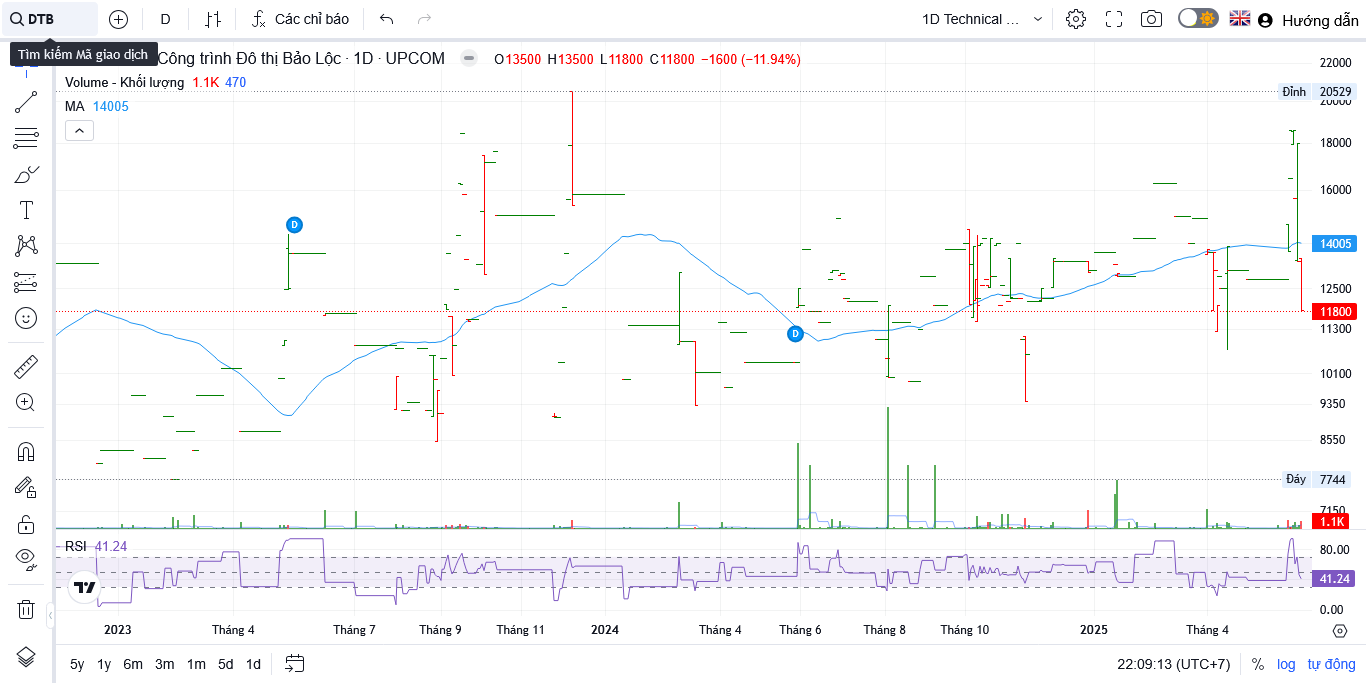 DTB D Các chỉ báo 1D Technical ... Hướng dẫn
Tìm kiếm Mã giao dịch
Công trình Đô thị Bảo Lộc · 1D · UPCOM O13500 H13500 L11800 C11800 −1600 (−11.94%)
Volume - Khối lượng 1.1K 470
MA 14005
22000
Đỉnh 20529
20000
18000
16000
14005
12500
11800
11300
10100
9350
8550
Đáy 7744
7150
1.1K
RSI 41.24
80.00
41.24
0.00
D
D
2023 Tháng 4 Tháng 7 Tháng 9 Tháng 11 2024 Tháng 4 Tháng 6 Tháng 8 Tháng 10 2025 Tháng 4
5y 1y 6m 3m 1m 5d 1d 22:09:13 (UTC+7) % log tự động